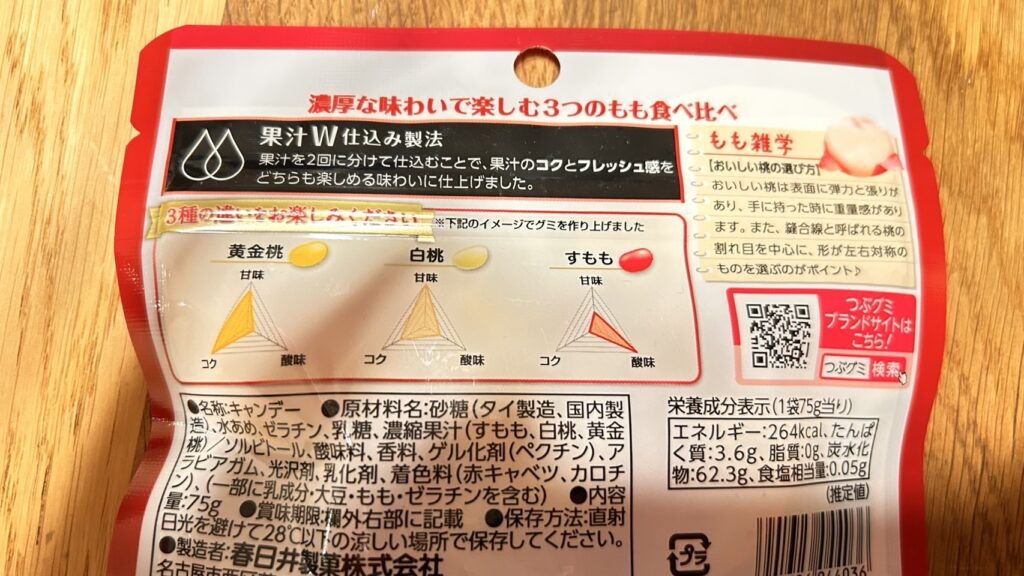 濃厚な味わいで楽しむ3つのもも食べ比べ
果汁W仕込み製法
果汁を2回に分けて仕込むことで、果汁のコクとフレッシュ感を
どちらも楽しめる味わいに仕上げました。
3種の違いをお楽しみください
※下記のイメージでグミを作り上げました
黄金桃
甘味
コク
酸味
白桃
甘味
コク
酸味
すもも
甘味
コク
酸味
もも雑学
【おいしい桃の選び方】
おいしい桃は表面に弾力と張りが
あり、手に持った時に重量感があり
ます。また、縫合線と呼ばれる桃の
割れ目を中心に、形が左右対称の
ものを選ぶのがポイント♪
つぶグミ
ブランドサイトは
こちら!
つぶグミ 検索
●名称:キャンデー ●原材料名:砂糖(タイ製造、国内製
造)、水あめ、ゼラチン、乳糖、濃縮果汁(すもも、白桃、黄金
桃)/ソルビトール、酸味料、香料、ゲル化剤(ペクチン)、ア
ラビアガム、光沢剤、乳化剤、着色料(赤キャベツ、カロチ
ン)、(一部に乳成分・大豆・もも・ゼラチンを含む) ●内容
量:75g ●賞味期限:欄外右部に記載 ●保存方法:直射
日光を避けて28℃以下の涼しい場所で保存してください。
●製造者:春日井製菓株式会社
名古屋市西区
栄養成分表示(1袋75g当り)
エネルギー:264kcal、たんぱ
く質:3.6g、脂質:0g、炭水化
物:62.3g、食塩相当量:0.05g
(推定値)
プラ